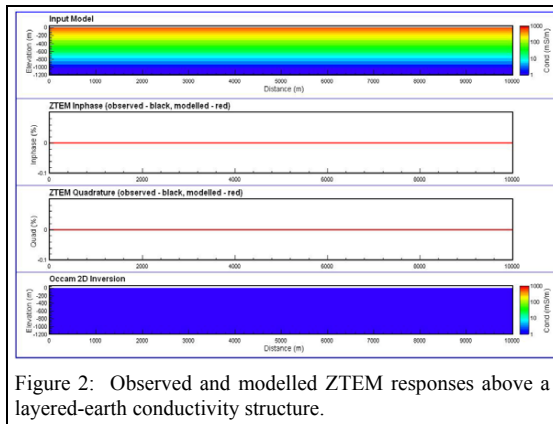 Input Model
Elevation (m)
0
-200
-400
-600
-800
-1000
-1200
0 2000 3000 4000 5000 6000 7000 8000 9000 10000
Distance (m)
1000
100
10
1
Cond (mS/m)
ZTEM Inphase (observed - black, modelled - red)
Inphase (%)
0
-0.1
0 2000 4000 6000 8000 10000
ZTEM Quadrature (observed - black, modelled - red)
Quad (%)
0
-0.1
0 2000 4000 6000 8000 10000
Occam 2D Inversion
Elevation (m)
0
-200
-400
-600
-800
-1000
-1200
0 2000 3000 4000 5000 6000 7000 8000 9000 10000
Distance (m)
1000
100
10
1
Cond (mS/m)
Figure 2: Observed and modelled ZTEM responses above a
layered-earth conductivity structure.